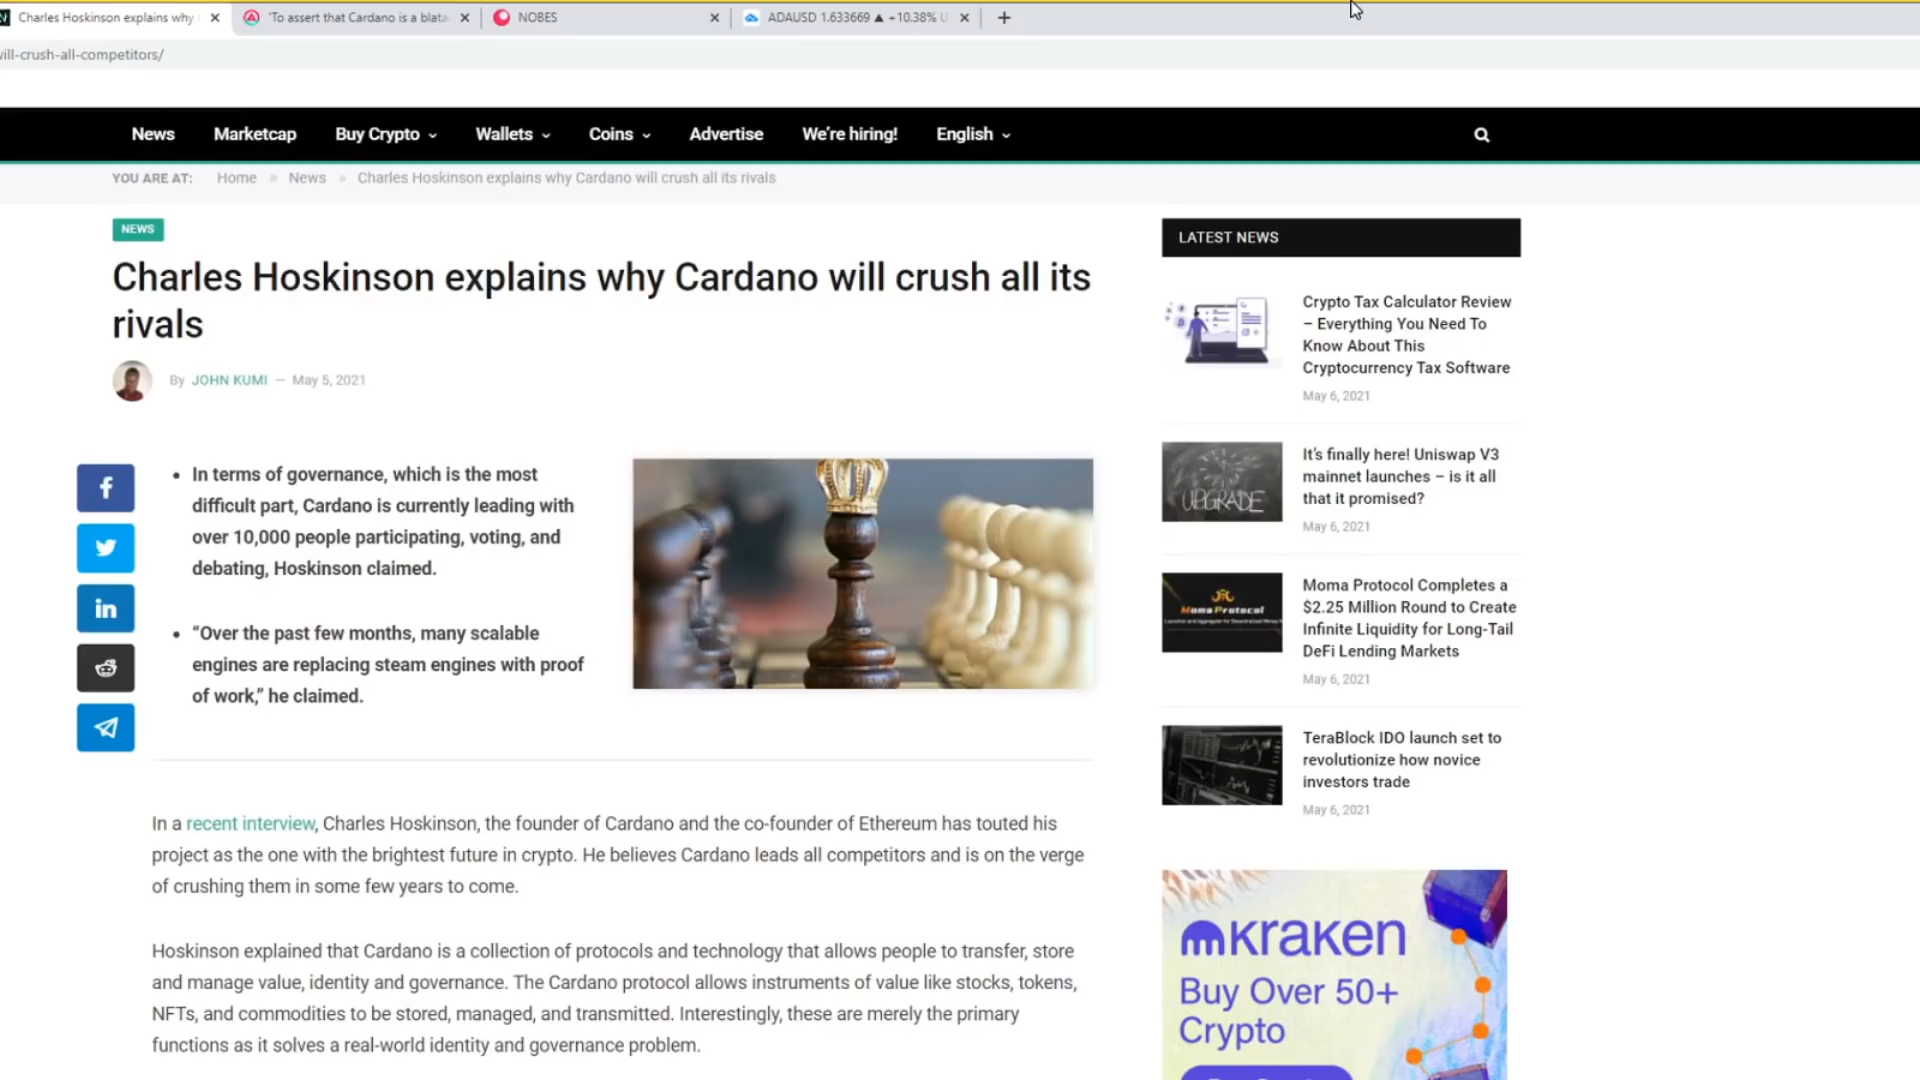 Charles Hoskinson explains why
'To assert that Cardano is a blata
NOBES
ADAUSD 1.633669 ▲ +10.38% U
will-crush-all-competitors/
News
Marketcap
Buy Crypto
Wallets
Coins
Advertise
We're hiring!
English
YOU ARE AT: Home » News » Charles Hoskinson explains why Cardano will crush all its rivals
NEWS
Charles Hoskinson explains why Cardano will crush all its
rivals
By JOHN KUMI — May 5, 2021
• In terms of governance, which is the most
difficult part, Cardano is currently leading with
over 10,000 people participating, voting, and
debating, Hoskinson claimed.
• “Over the past few months, many scalable
engines are replacing steam engines with proof
of work,” he claimed.
In a recent interview, Charles Hoskinson, the founder of Cardano and the co-founder of Ethereum has touted his
project as the one with the brightest future in crypto. He believes Cardano leads all competitors and is on the verge
of crushing them in some few years to come.
Hoskinson explained that Cardano is a collection of protocols and technology that allows people to transfer, store
and manage value, identity and governance. The Cardano protocol allows instruments of value like stocks, tokens,
NFTs, and commodities to be stored, managed, and transmitted. Interestingly, these are merely the primary
functions as it solves a real-world identity and governance problem.
LATEST NEWS
Crypto Tax Calculator Review
– Everything You Need To
Know About This
Cryptocurrency Tax Software
May 6, 2021
UPGRADE
It's finally here! Uniswap V3
mainnet launches – is it all
that it promised?
May 6, 2021
Moma Protocol
Moma Protocol Completes a
$2.25 Million Round to Create
Infinite Liquidity for Long-Tail
DeFi Lending Markets
May 6, 2021
TeraBlock IDO launch set to
revolutionize how novice
investors trade
May 6, 2021
kraken
Buy Over 50+
Crypto